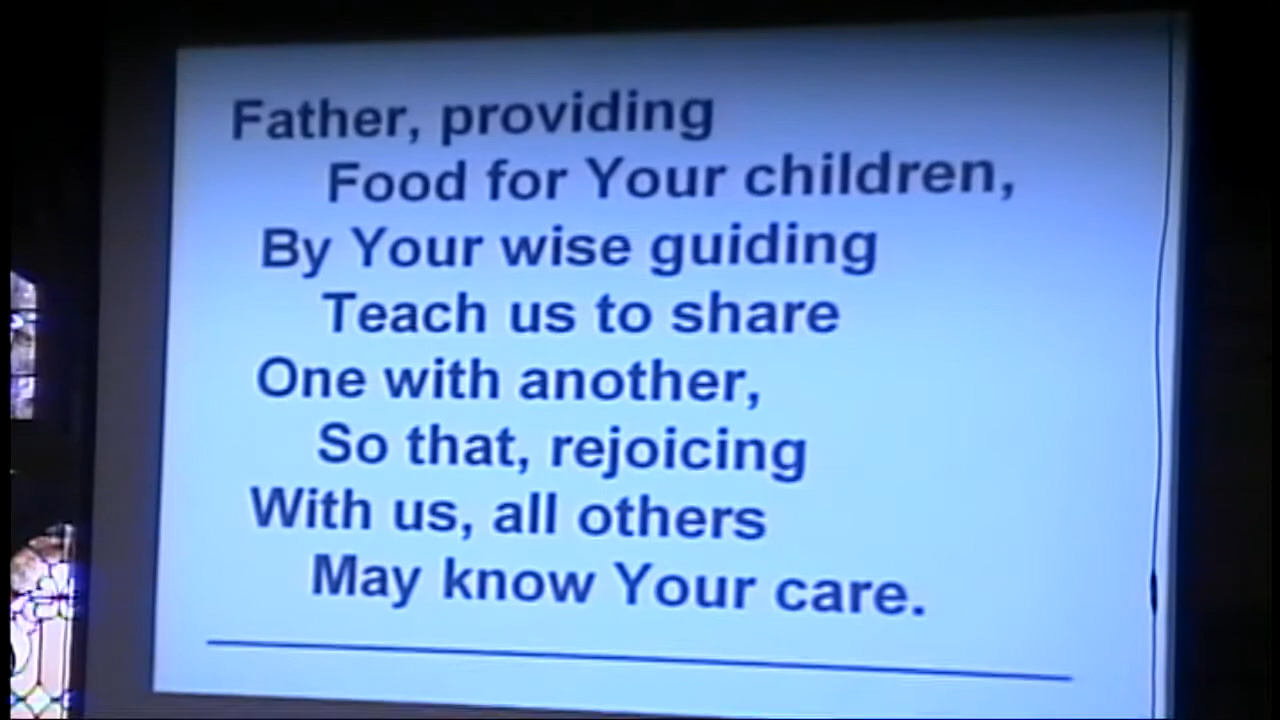 Father, providing
Food for Your children,
By Your wise guiding
Teach us to share
One with another,
So that, rejoicing
With us, all others
May know Your care.